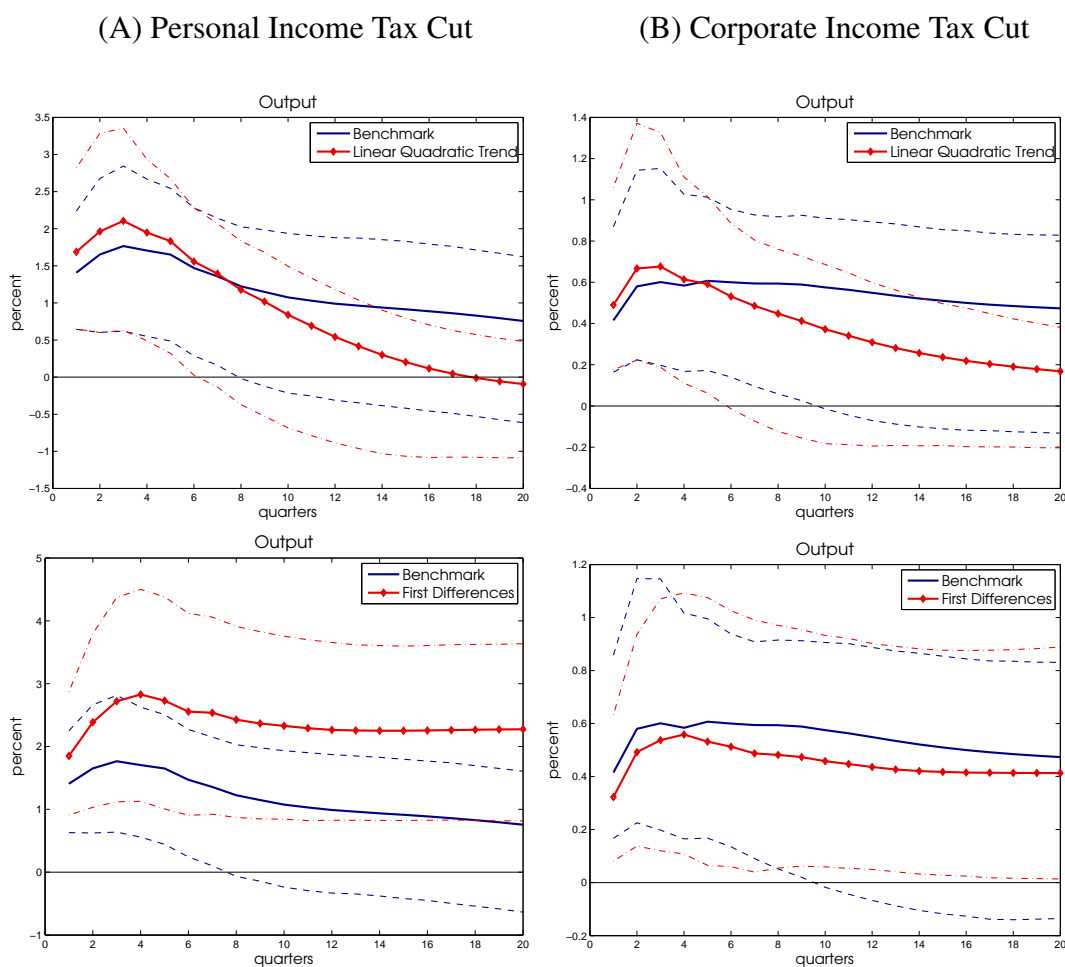 (A) Personal Income Tax Cut
(B) Corporate Income Tax Cut
Output
3.5
3
2.5
2
1.5
1
0.5
0
−0.5
−1
−1.5
percent
Benchmark
Linear Quadratic Trend
0 2 4 6 8 10 12 14 16 18 20
quarters
Output
1.4
1.2
1
0.8
0.6
0.4
0.2
0
−0.2
−0.4
percent
Benchmark
Linear Quadratic Trend
0 2 4 6 8 10 12 14 16 18 20
quarters
Output
5
4
3
2
1
0
−1
percent
Benchmark
First Differences
0 2 4 6 8 10 12 14 16 18 20
quarters
Output
1.2
1
0.8
0.6
0.4
0.2
0
−0.2
percent
Benchmark
First Differences
0 2 4 6 8 10 12 14 16 18 20
quarters